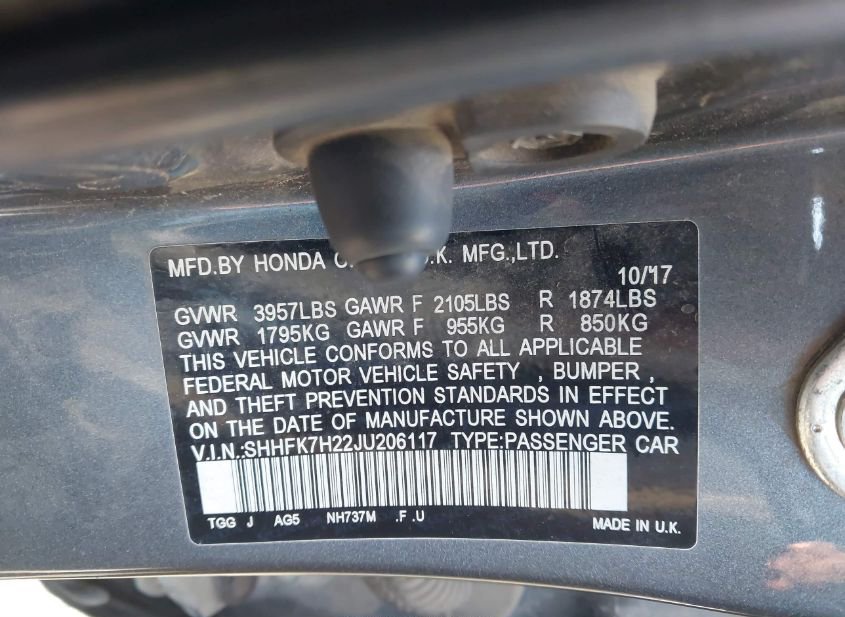 MFD.BY HONDA .K. MFG.,LTD.
10/17
GVWR 3957LBS GAWR F 2105LBS R 1874LBS
GVWR 1795KG GAWR F 955KG R 850KG
THIS VEHICLE CONFORMS TO ALL APPLICABLE
FEDERAL MOTOR VEHICLE SAFETY , BUMPER ,
AND THEFT PREVENTION STANDARDS IN EFFECT
ON THE DATE OF MANUFACTURE SHOWN ABOVE.
V.I.N.:SHHFK7H22JU206117 TYPE:PASSENGER CAR
TGG J AG5 NH737M .F .U MADE IN U.K.